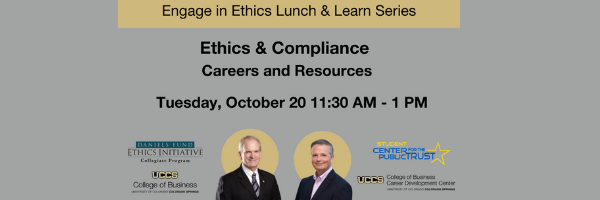 Engage in Ethics Lunch & Learn Series
Ethics & Compliance
Careers and Resources
Tuesday, October 20 11:30 AM - 1 PM
DANIELS FUND
ETHICS INITIATIVE
Collegiate Program
UCCS
College of Business
UNIVERSITY OF COLORADO COLORADO SPRINGS
STUDENT
CENTER FOR THE
PUBLIC TRUST
UCCS
College of Business
Career Development Center
UNIVERSITY OF COLORADO COLORADO SPRINGS